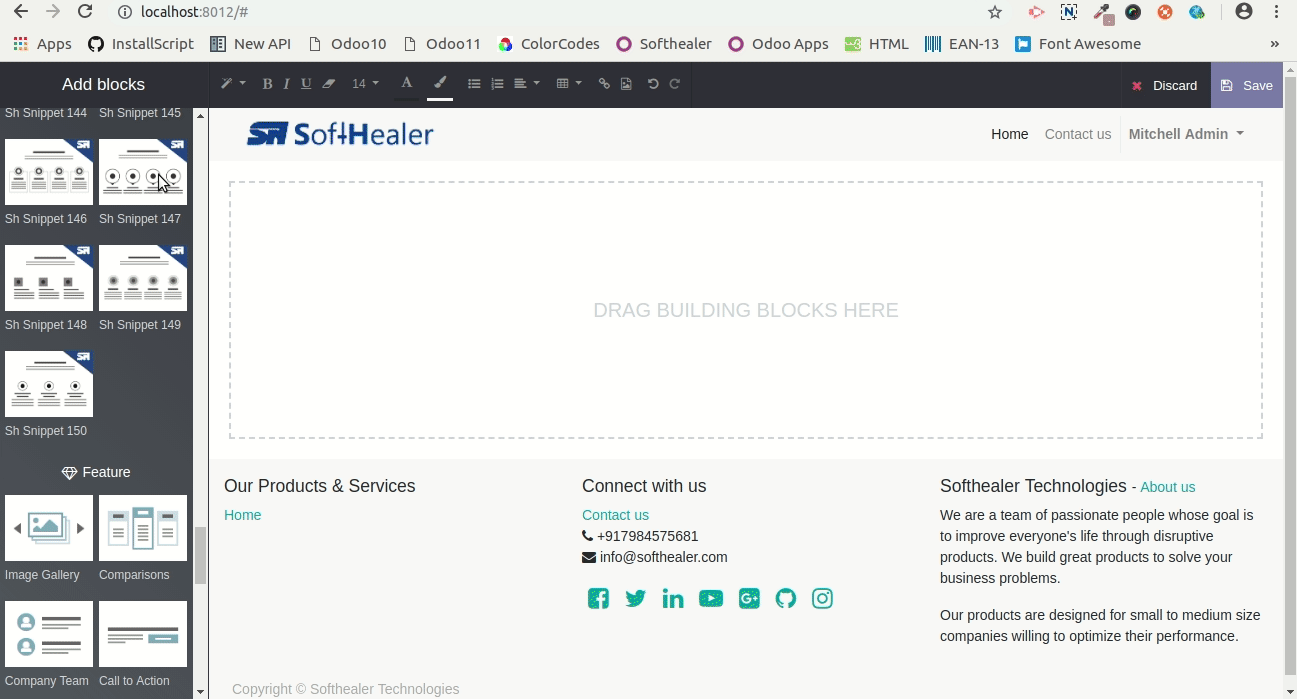 localhost:8012/#
Apps InstallScript New API Odoo10 Odoo11 ColorCodes Softhealer Odoo Apps HTML EAN-13 Font Awesome »
Add blocks
B I U 14 A
Discard Save
Sh Snippet 144 Sh Snippet 145
Sh Snippet 146 Sh Snippet 147
Sh Snippet 148 Sh Snippet 149
Sh Snippet 150
Feature
Image Gallery Comparisons
Company Team Call to Action
SoftHealer
Home Contact us Mitchell Admin
DRAG BUILDING BLOCKS HERE
Our Products & Services
Home
Connect with us
Contact us
+917984575681
info@softhealer.com
Softhealer Technologies - About us
We are a team of passionate people whose goal is
to improve everyone's life through disruptive
products. We build great products to solve your
business problems.
Our products are designed for small to medium size
companies willing to optimize their performance.
Copyright © Softhealer Technologies